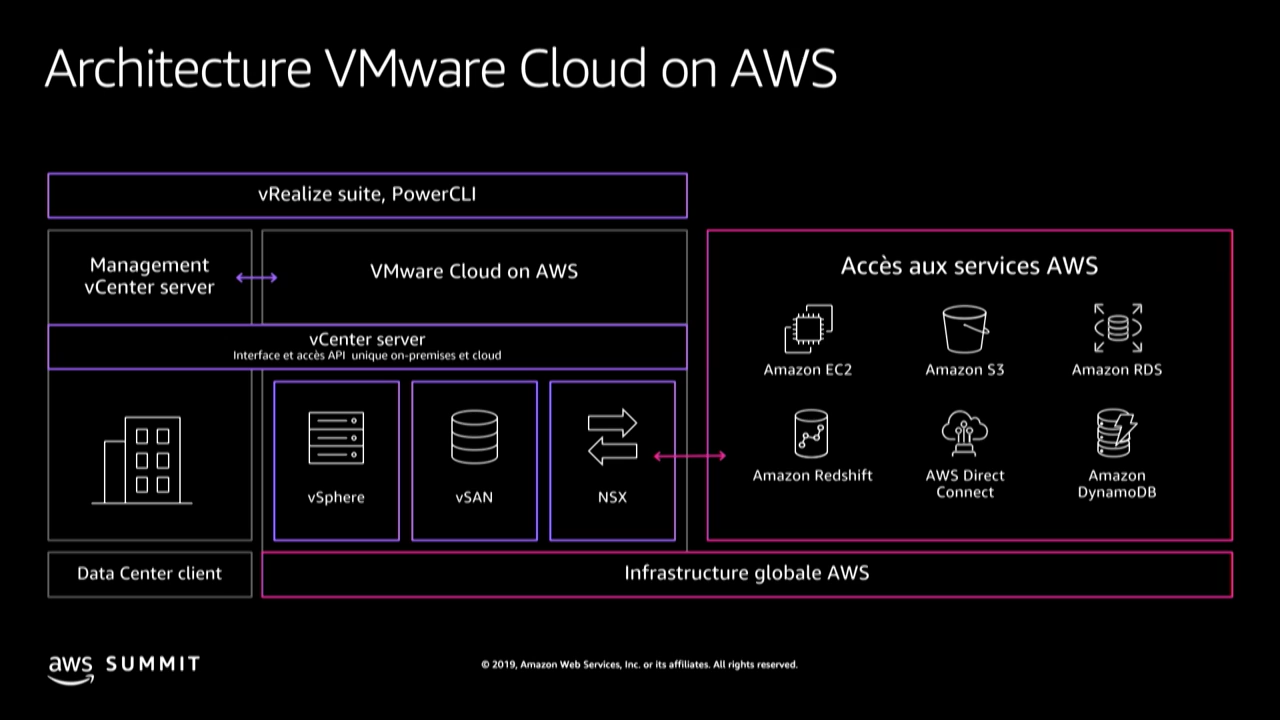 Architecture VMware Cloud on AWS
vRealize suite, PowerCLI
Management
vCenter server
VMware Cloud on AWS
vCenter server
Interface et accès API unique on-premises et cloud
vSphere
vSAN
NSX
Accès aux services AWS
Amazon EC2
Amazon S3
Amazon RDS
Amazon Redshift
AWS Direct
Connect
Amazon
DynamoDB
Data Center client
Infrastructure globale AWS
aws SUMMIT
© 2019, Amazon Web Services, Inc. or its affiliates. All rights reserved.